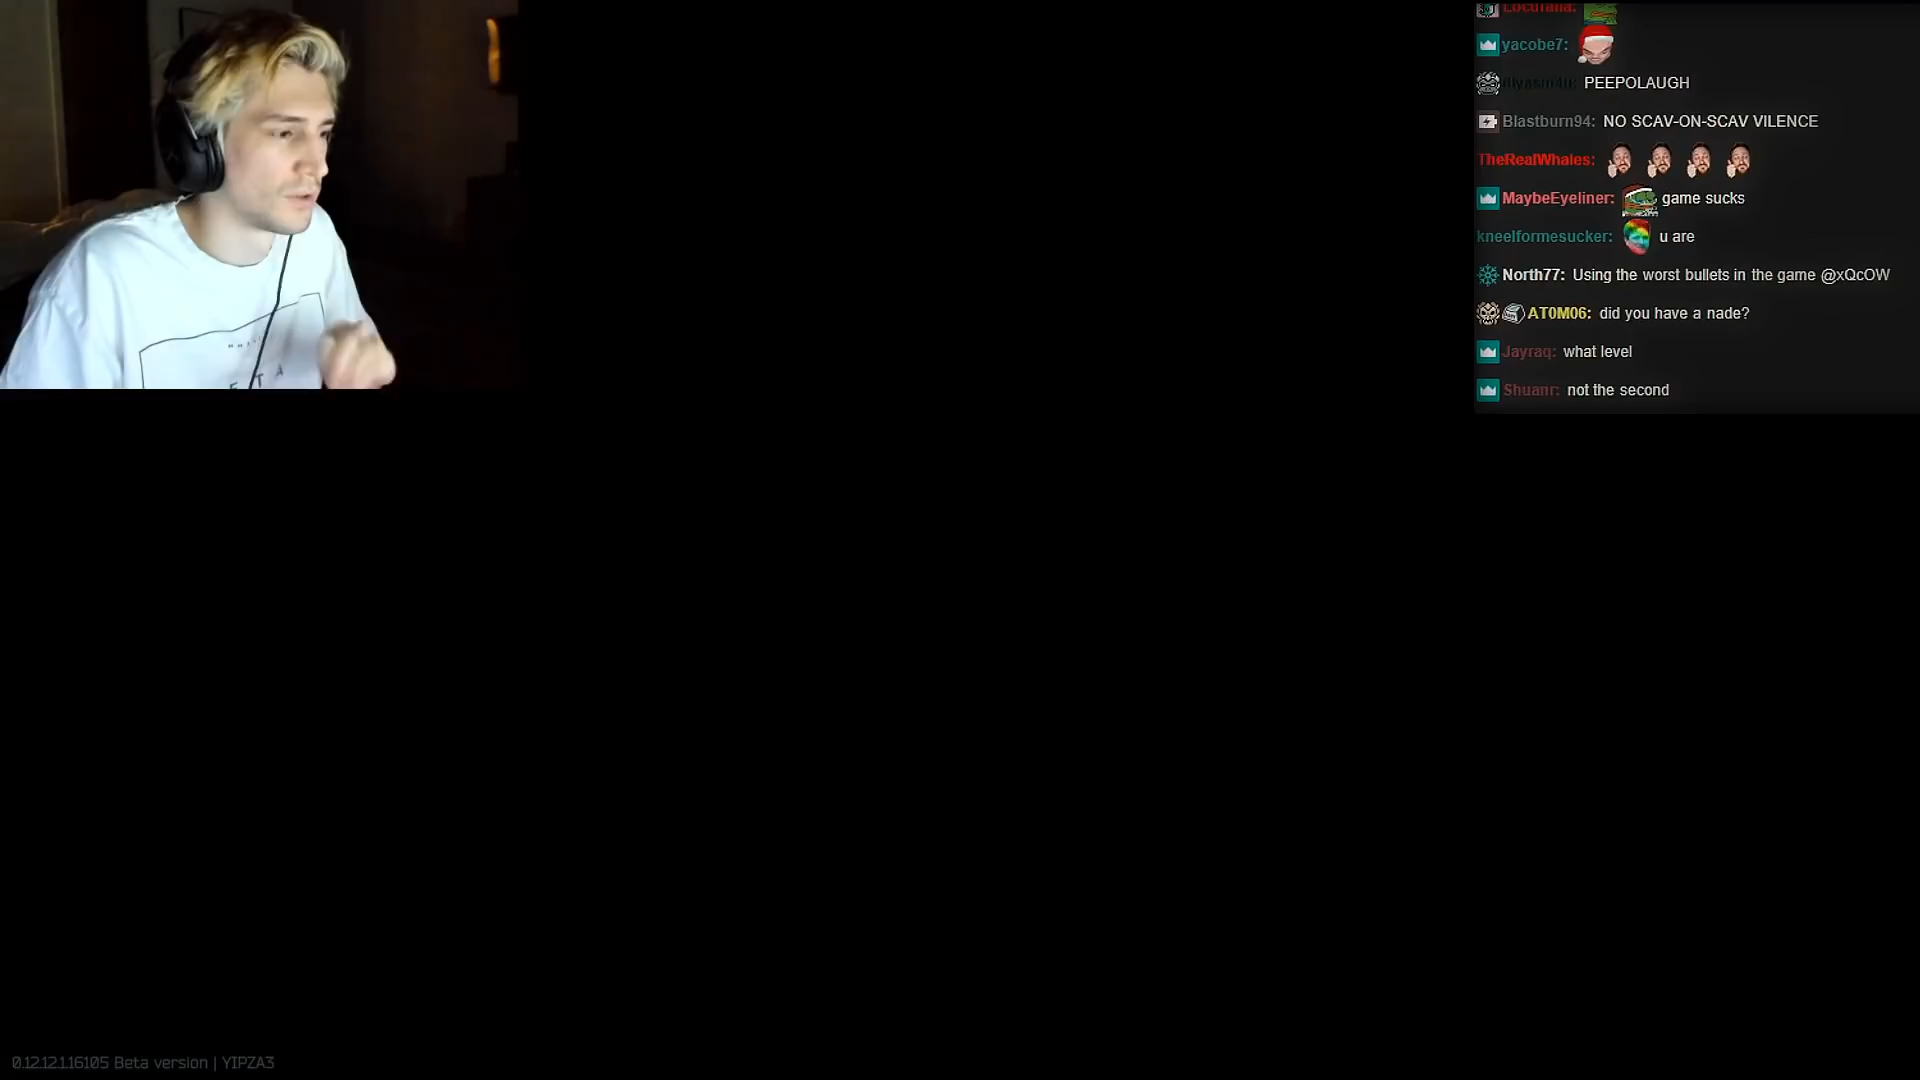 yacobe7:
PEEPOLAUGH
Blastburn94: NO SCAV-ON-SCAV VILENCE
TheRealWhales:
MaybeEyeliner: game sucks
kneelformesucker: u are
North77: Using the worst bullets in the game @xQcOW
AT0M06: did you have a nade?
Jayraq: what level
Shuanr: not the second
0.12.12.1.16105 Beta version | YIPZA3